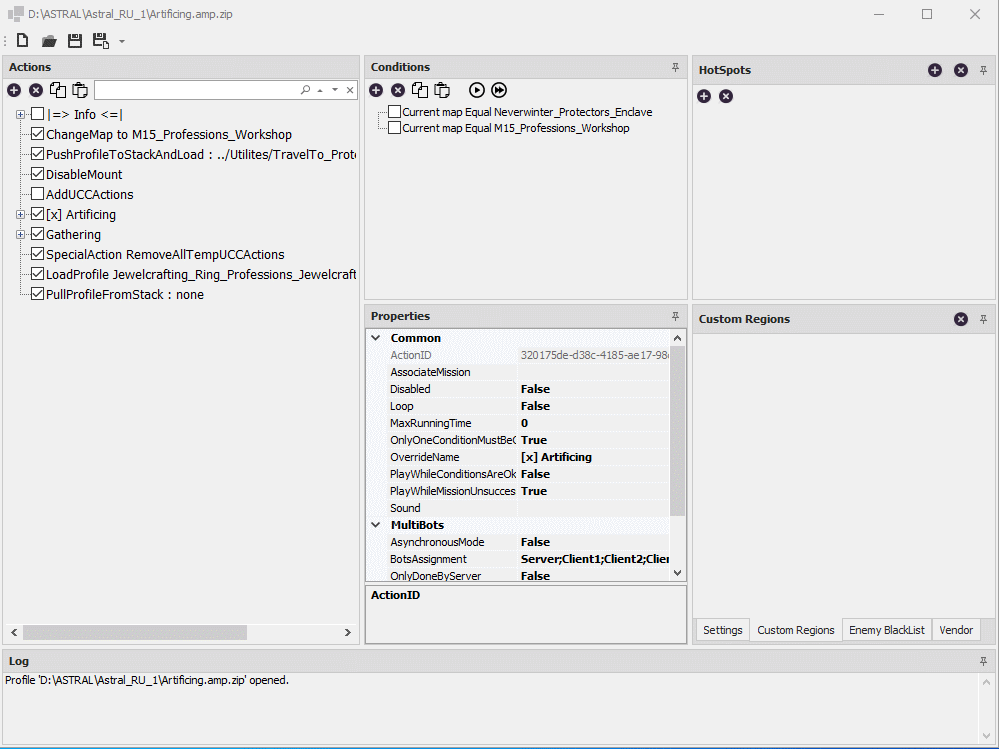 D:\ASTRAL\Astral_RU_1\Artificing.amp.zip
Actions
|=> Info <=|
ChangeMap to M15_Professions_Workshop
PushProfileToStackAndLoad : ../Utilites/TravelTo_Prote
DisableMount
AddUCCActions
[x] Artificing
Gathering
SpecialAction RemoveAllTempUCCActions
LoadProfile Jewelcrafting_Ring_Professions_Jewelcraft
PullProfileFromStack : none
Conditions
Current map Equal Neverwinter_Protectors_Enclave
Current map Equal M15_Professions_Workshop
Properties
Common
ActionID 320175de-d38c-4185-ae17-98
AssociateMission
Disabled False
Loop False
MaxRunningTime 0
OnlyOneConditionMustBeG True
OverrideName [x] Artificing
PlayWhileConditionsAreOk False
PlayWhileMissionUnsucces True
Sound
MultiBots
AsynchronousMode False
BotsAssignment Server;Client1;Client2;Clien
OnlyDoneByServer False
ActionID
HotSpots
Custom Regions
Settings Custom Regions Enemy BlackList Vendor
Log
Profile 'D:\ASTRAL\Astral_RU_1\Artificing.amp.zip' opened.